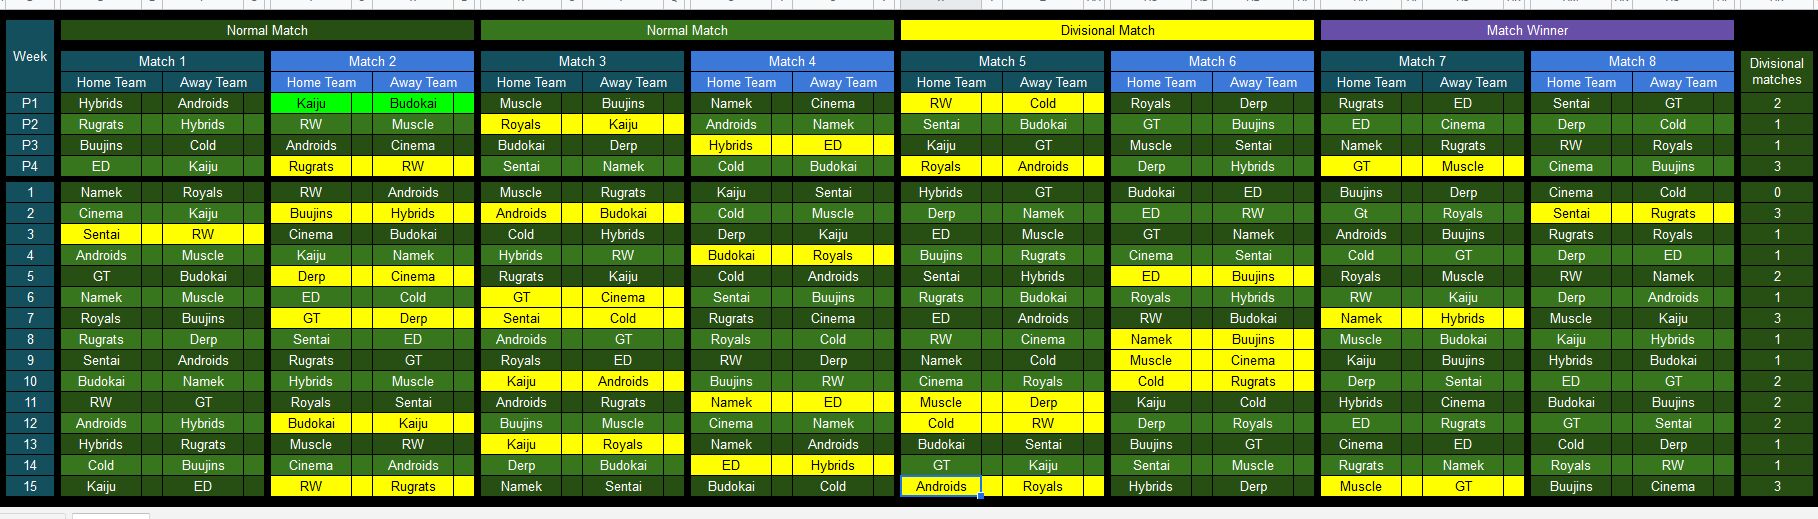 Normal Match Normal Match Divisional Match Match Winner
Week Match 1 Match 2 Match 3 Match 4 Match 5 Match 6 Match 7 Match 8 Divisional matches
Home Team Away Team Home Team Away Team Home Team Away Team Home Team Away Team Home Team Away Team Home Team Away Team Home Team Away Team Home Team Away Team
P1 Hybrids Androids Kaiju Budokai Muscle Buujins Namek Cinema RW Cold Royals Derp Rugrats ED Sentai GT 2
P2 Rugrats Hybrids RW Muscle Royals Kaiju Androids Namek Sentai Budokai GT Buujins ED Cinema Derp Cold 1
P3 Buujins Cold Androids Cinema Budokai Derp Hybrids ED Kaiju GT Muscle Sentai Namek Rugrats RW Royals 1
P4 ED Kaiju Rugrats RW Sentai Namek Cold Budokai Royals Androids Derp Hybrids GT Muscle Cinema Buujins 3
1 Namek Royals RW Androids Muscle Rugrats Kaiju Sentai Hybrids GT Budokai ED Buujins Derp Cinema Cold 0
2 Cinema Kaiju Buujins Hybrids Androids Budokai Cold Muscle Derp Namek ED RW Gt Royals Sentai Rugrats 3
3 Sentai RW Cinema Budokai Cold Hybrids Derp Kaiju ED Muscle GT Namek Androids Buujins Rugrats Royals 1
4 Androids Muscle Kaiju Namek Hybrids RW Budokai Royals Buujins Rugrats Cinema Sentai Cold GT Derp ED 1
5 GT Budokai Derp Cinema Rugrats Kaiju Cold Androids Sentai Hybrids ED Buujins Royals Muscle RW Namek 2
6 Namek Muscle ED Cold GT Cinema Sentai Buujins Rugrats Budokai Royals Hybrids RW Kaiju Derp Androids 1
7 Royals Buujins GT Derp Sentai Cold Rugrats Cinema ED Androids RW Budokai Namek Hybrids Muscle Kaiju 3
8 Rugrats Derp Sentai ED Androids GT Royals Cold RW Cinema Namek Buujins Muscle Budokai Kaiju Hybrids 1
9 Sentai Androids Rugrats GT Royals ED RW Derp Namek Cold Muscle Cinema Kaiju Buujins Hybrids Budokai 1
10 Budokai Namek Hybrids Muscle Kaiju Androids Buujins RW Cinema Royals Cold Rugrats Derp Sentai ED GT 2
11 RW GT Royals Sentai Androids Rugrats Namek ED Muscle Derp Kaiju Cold Hybrids Cinema Budokai Buujins 2
12 Androids Hybrids Budokai Kaiju Buujins Muscle Cinema Namek Cold RW Derp Royals ED Rugrats GT Sentai 2
13 Hybrids Rugrats Muscle RW Kaiju Royals Namek Androids Budokai Sentai Buujins GT Cinema ED Cold Derp 1
14 Cold Buujins Cinema Androids Derp Budokai ED Hybrids GT Kaiju Sentai Muscle Rugrats Namek Royals RW 1
15 Kaiju ED RW Rugrats Namek Sentai Budokai Cold Androids Royals Hybrids Derp Muscle GT Buujins Cinema 3